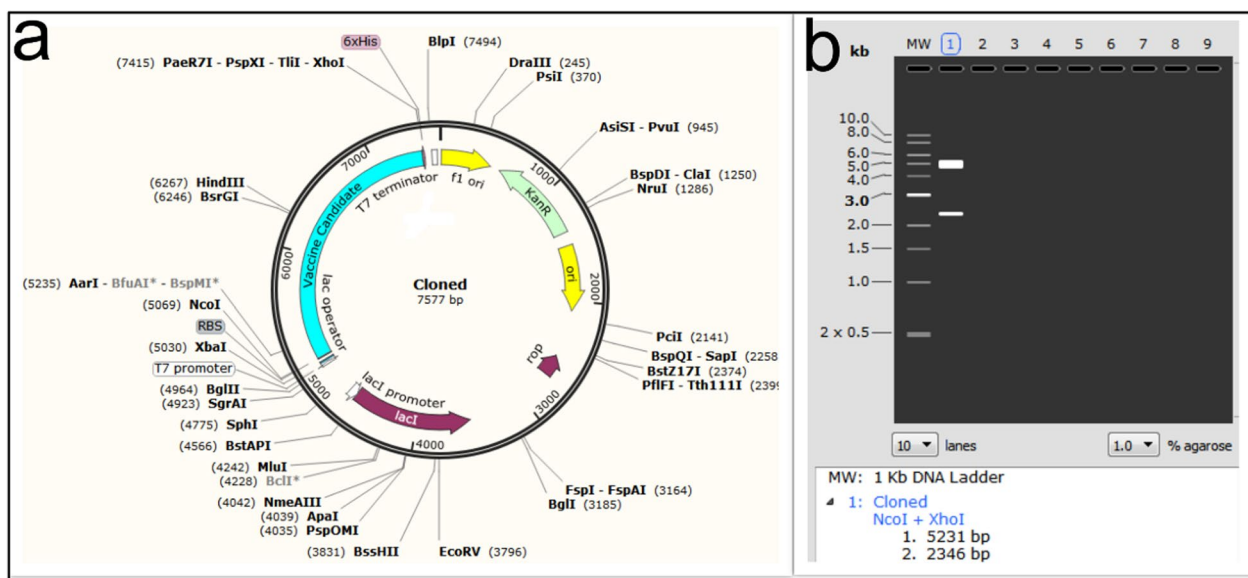 a
6xHis
BlpI (7494)
(7415) PaeR7I - PspXI - TliI - XhoI
DraIII (245)
PsiI (370)
AsiSI - PvuI (945)
BspDI - ClaI (1250)
NruI (1286)
(6267) HindIII
(6246) BsrGI
(5235) AarI - BfuAI* - BspMI*
(5069) NcoI
RBS
(5030) XbaI
T7 promoter
(4964) BglII
(4923) SgrAI
(4775) SphI
(4566) BstAPI
(4242) MluI
(4228) BclI*
(4042) NmeAIII
(4039) ApaI
(4035) PspOMI
(3831) BssHII
EcoRV (3796)
BglI (3185)
FspI - FspAI (3164)
PflFI - Tth111I (2399
BstZ17I (2374)
BspQI - SapI (2258
PciI (2141)
1000
2000
3000
4000
5000
6000
7000
T7 terminator
f1 ori
KanR
ori
rop
lacI
lacI promoter
lac operator
Vaccine Candidate
Cloned
7577 bp
b
kb MW 1 2 3 4 5 6 7 8 9
10.0
8.0
6.0
5.0
4.0
3.0
2.0
1.5
1.0
2 x 0.5
10 lanes 1.0 % agarose
MW: 1 Kb DNA Ladder
1: Cloned
NcoI + XhoI
1. 5231 bp
2. 2346 bp